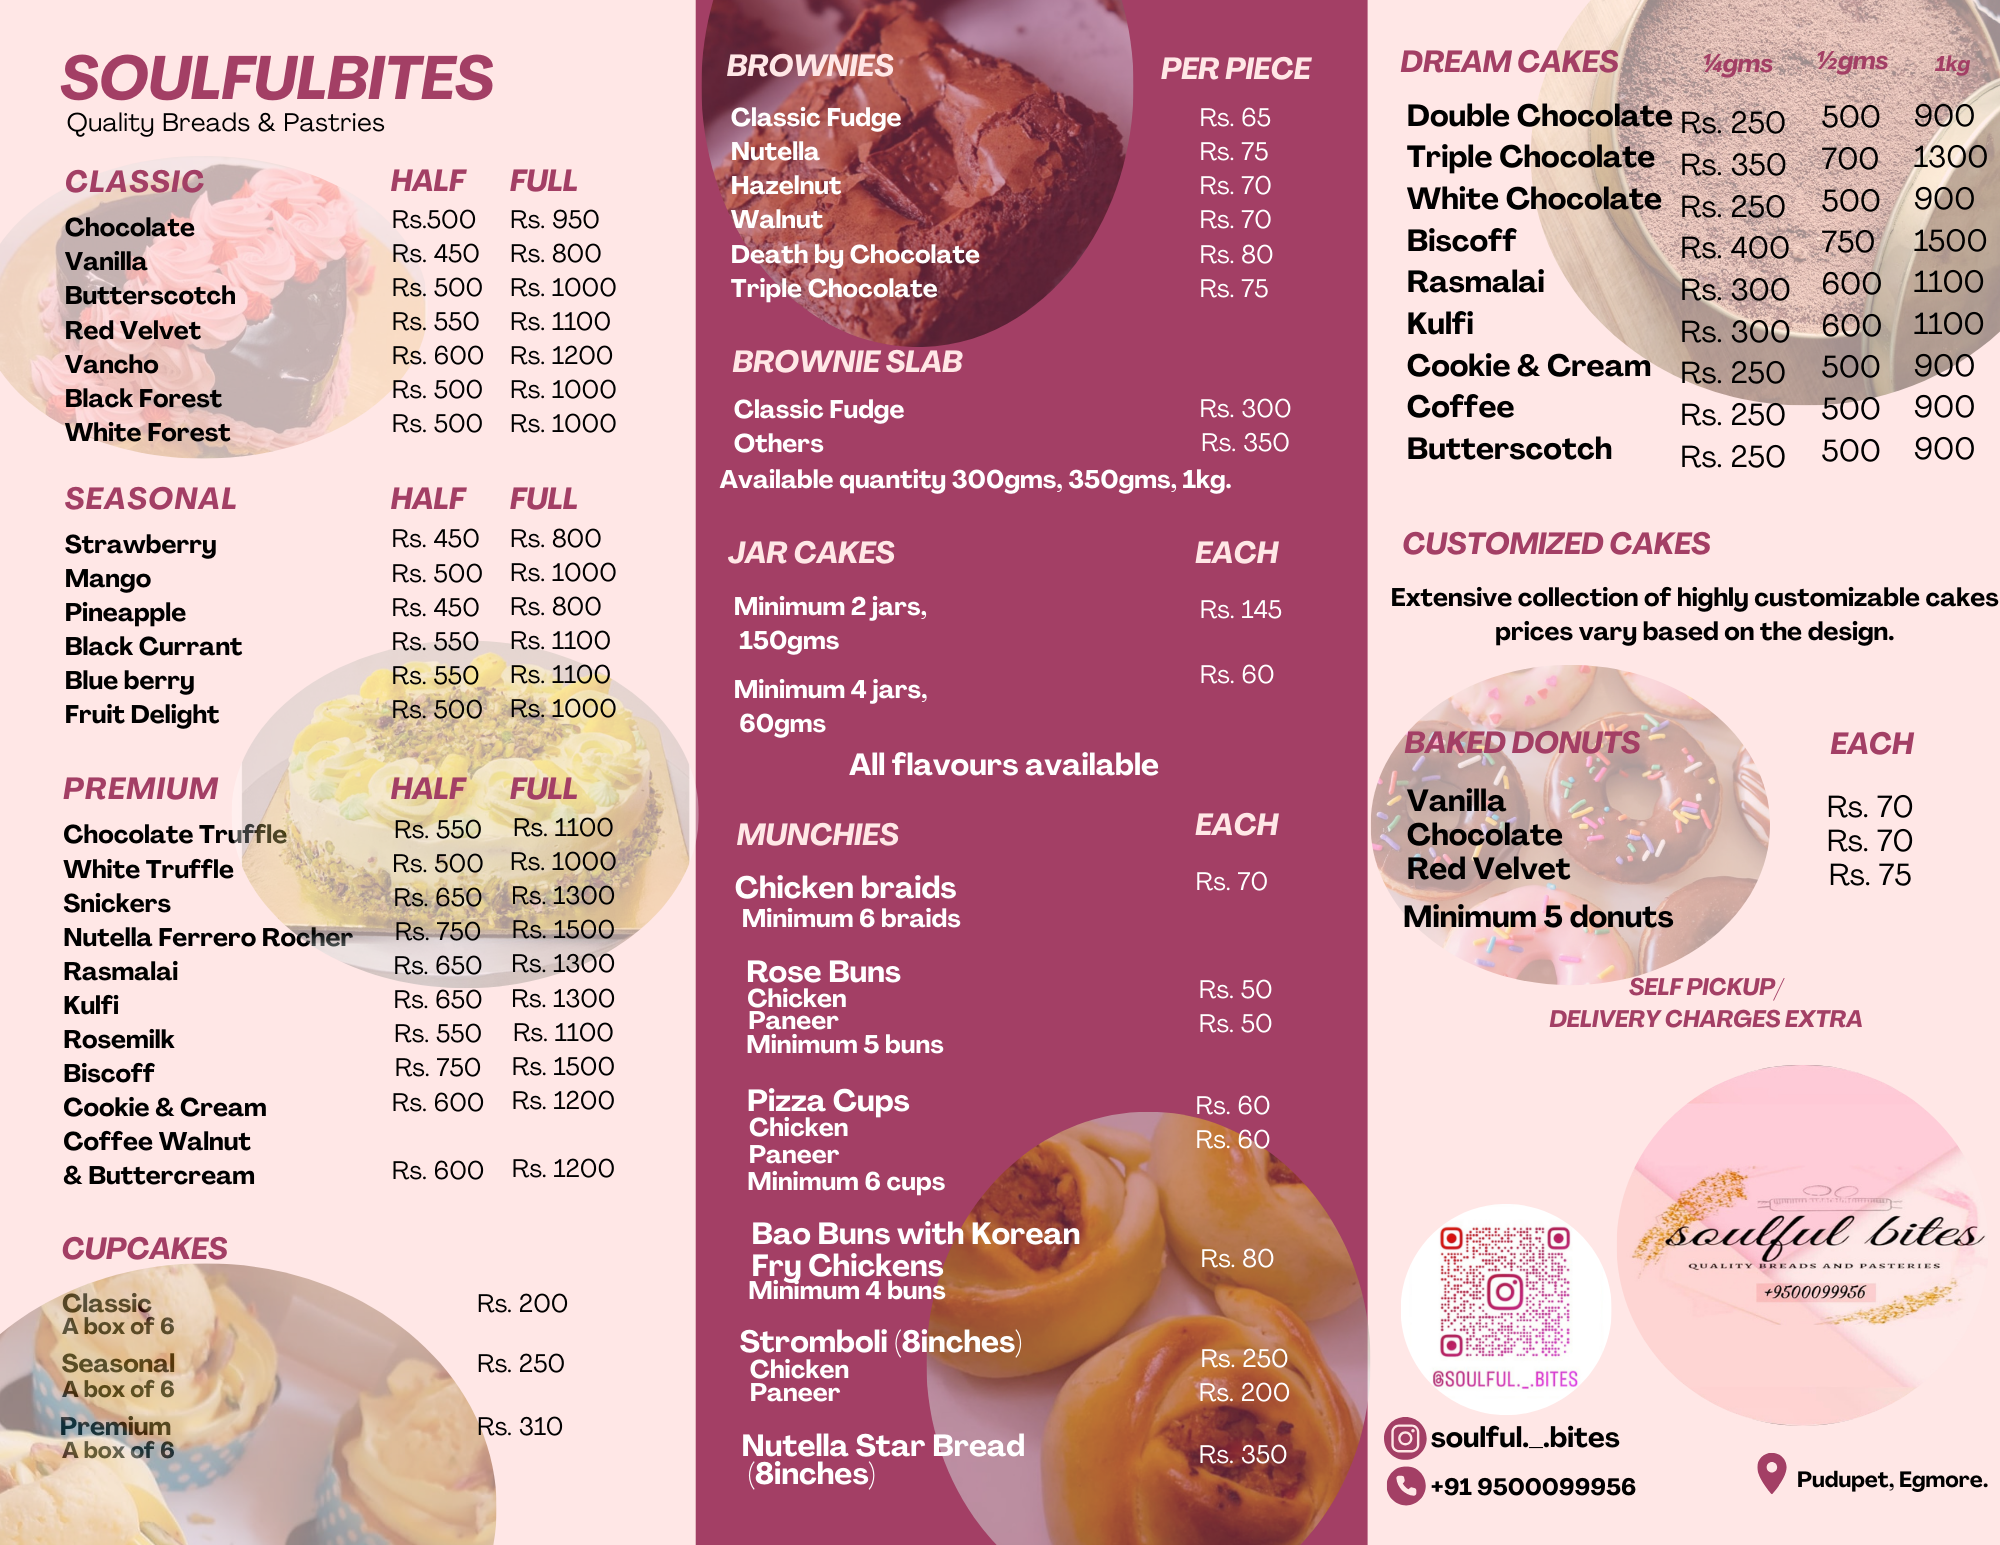 SOULFULBITES
Quality Breads & Pastries
CLASSIC HALF FULL
Chocolate Rs.500 Rs. 950
Vanilla Rs. 450 Rs. 800
Butterscotch Rs. 500 Rs. 1000
Red Velvet Rs. 550 Rs. 1100
Vancho Rs. 600 Rs. 1200
Black Forest Rs. 500 Rs. 1000
White Forest Rs. 500 Rs. 1000
SEASONAL HALF FULL
Strawberry Rs. 450 Rs. 800
Mango Rs. 500 Rs. 1000
Pineapple Rs. 450 Rs. 800
Black Currant Rs. 550 Rs. 1100
Blue berry Rs. 550 Rs. 1100
Fruit Delight Rs. 500 Rs. 1000
PREMIUM HALF FULL
Chocolate Truffle Rs. 550 Rs. 1100
White Truffle Rs. 500 Rs. 1000
Snickers Rs. 650 Rs. 1300
Nutella Ferrero Rocher Rs. 750 Rs. 1500
Rasmalai Rs. 650 Rs. 1300
Kulfi Rs. 650 Rs. 1300
Rosemilk Rs. 550 Rs. 1100
Biscoff Rs. 750 Rs. 1500
Cookie & Cream Rs. 600 Rs. 1200
Coffee Walnut
& Buttercream Rs. 600 Rs. 1200
CUPCAKES
Classic Rs. 200
A box of 6
Seasonal Rs. 250
A box of 6
Premium Rs. 310
A box of 6
BROWNIES PER PIECE
Classic Fudge Rs. 65
Nutella Rs. 75
Hazelnut Rs. 70
Walnut Rs. 70
Death by Chocolate Rs. 80
Triple Chocolate Rs. 75
BROWNIE SLAB
Classic Fudge Rs. 300
Others Rs. 350
Available quantity 300gms, 350gms, 1kg.
JAR CAKES EACH
Minimum 2 jars, Rs. 145
150gms
Minimum 4 jars, Rs. 60
60gms
All flavours available
MUNCHIES EACH
Chicken braids Rs. 70
Minimum 6 braids
Rose Buns
Chicken Rs. 50
Paneer Rs. 50
Minimum 5 buns
Pizza Cups Rs. 60
Chicken Rs. 60
Paneer
Minimum 6 cups
Bao Buns with Korean
Fry Chickens Rs. 80
Minimum 4 buns
Stromboli (8inches)
Chicken Rs. 250
Paneer Rs. 200
Nutella Star Bread Rs. 350
(8inches)
DREAM CAKES ¼gms ½gms 1kg
Double Chocolate Rs. 250 500 900
Triple Chocolate Rs. 350 700 1300
White Chocolate Rs. 250 500 900
Biscoff Rs. 400 750 1500
Rasmalai Rs. 300 600 1100
Kulfi Rs. 300 600 1100
Cookie & Cream Rs. 250 500 900
Coffee Rs. 250 500 900
Butterscotch Rs. 250 500 900
CUSTOMIZED CAKES
Extensive collection of highly customizable cakes
prices vary based on the design.
BAKED DONUTS EACH
Vanilla Rs. 70
Chocolate Rs. 70
Red Velvet Rs. 75
Minimum 5 donuts
SELF PICKUP/
DELIVERY CHARGES EXTRA
soulful bites
QUALITY BREADS AND PASTERIES
+9500099956
@SOULFUL._.BITES
soulful._.bites
+91 9500099956
Pudupet, Egmore.